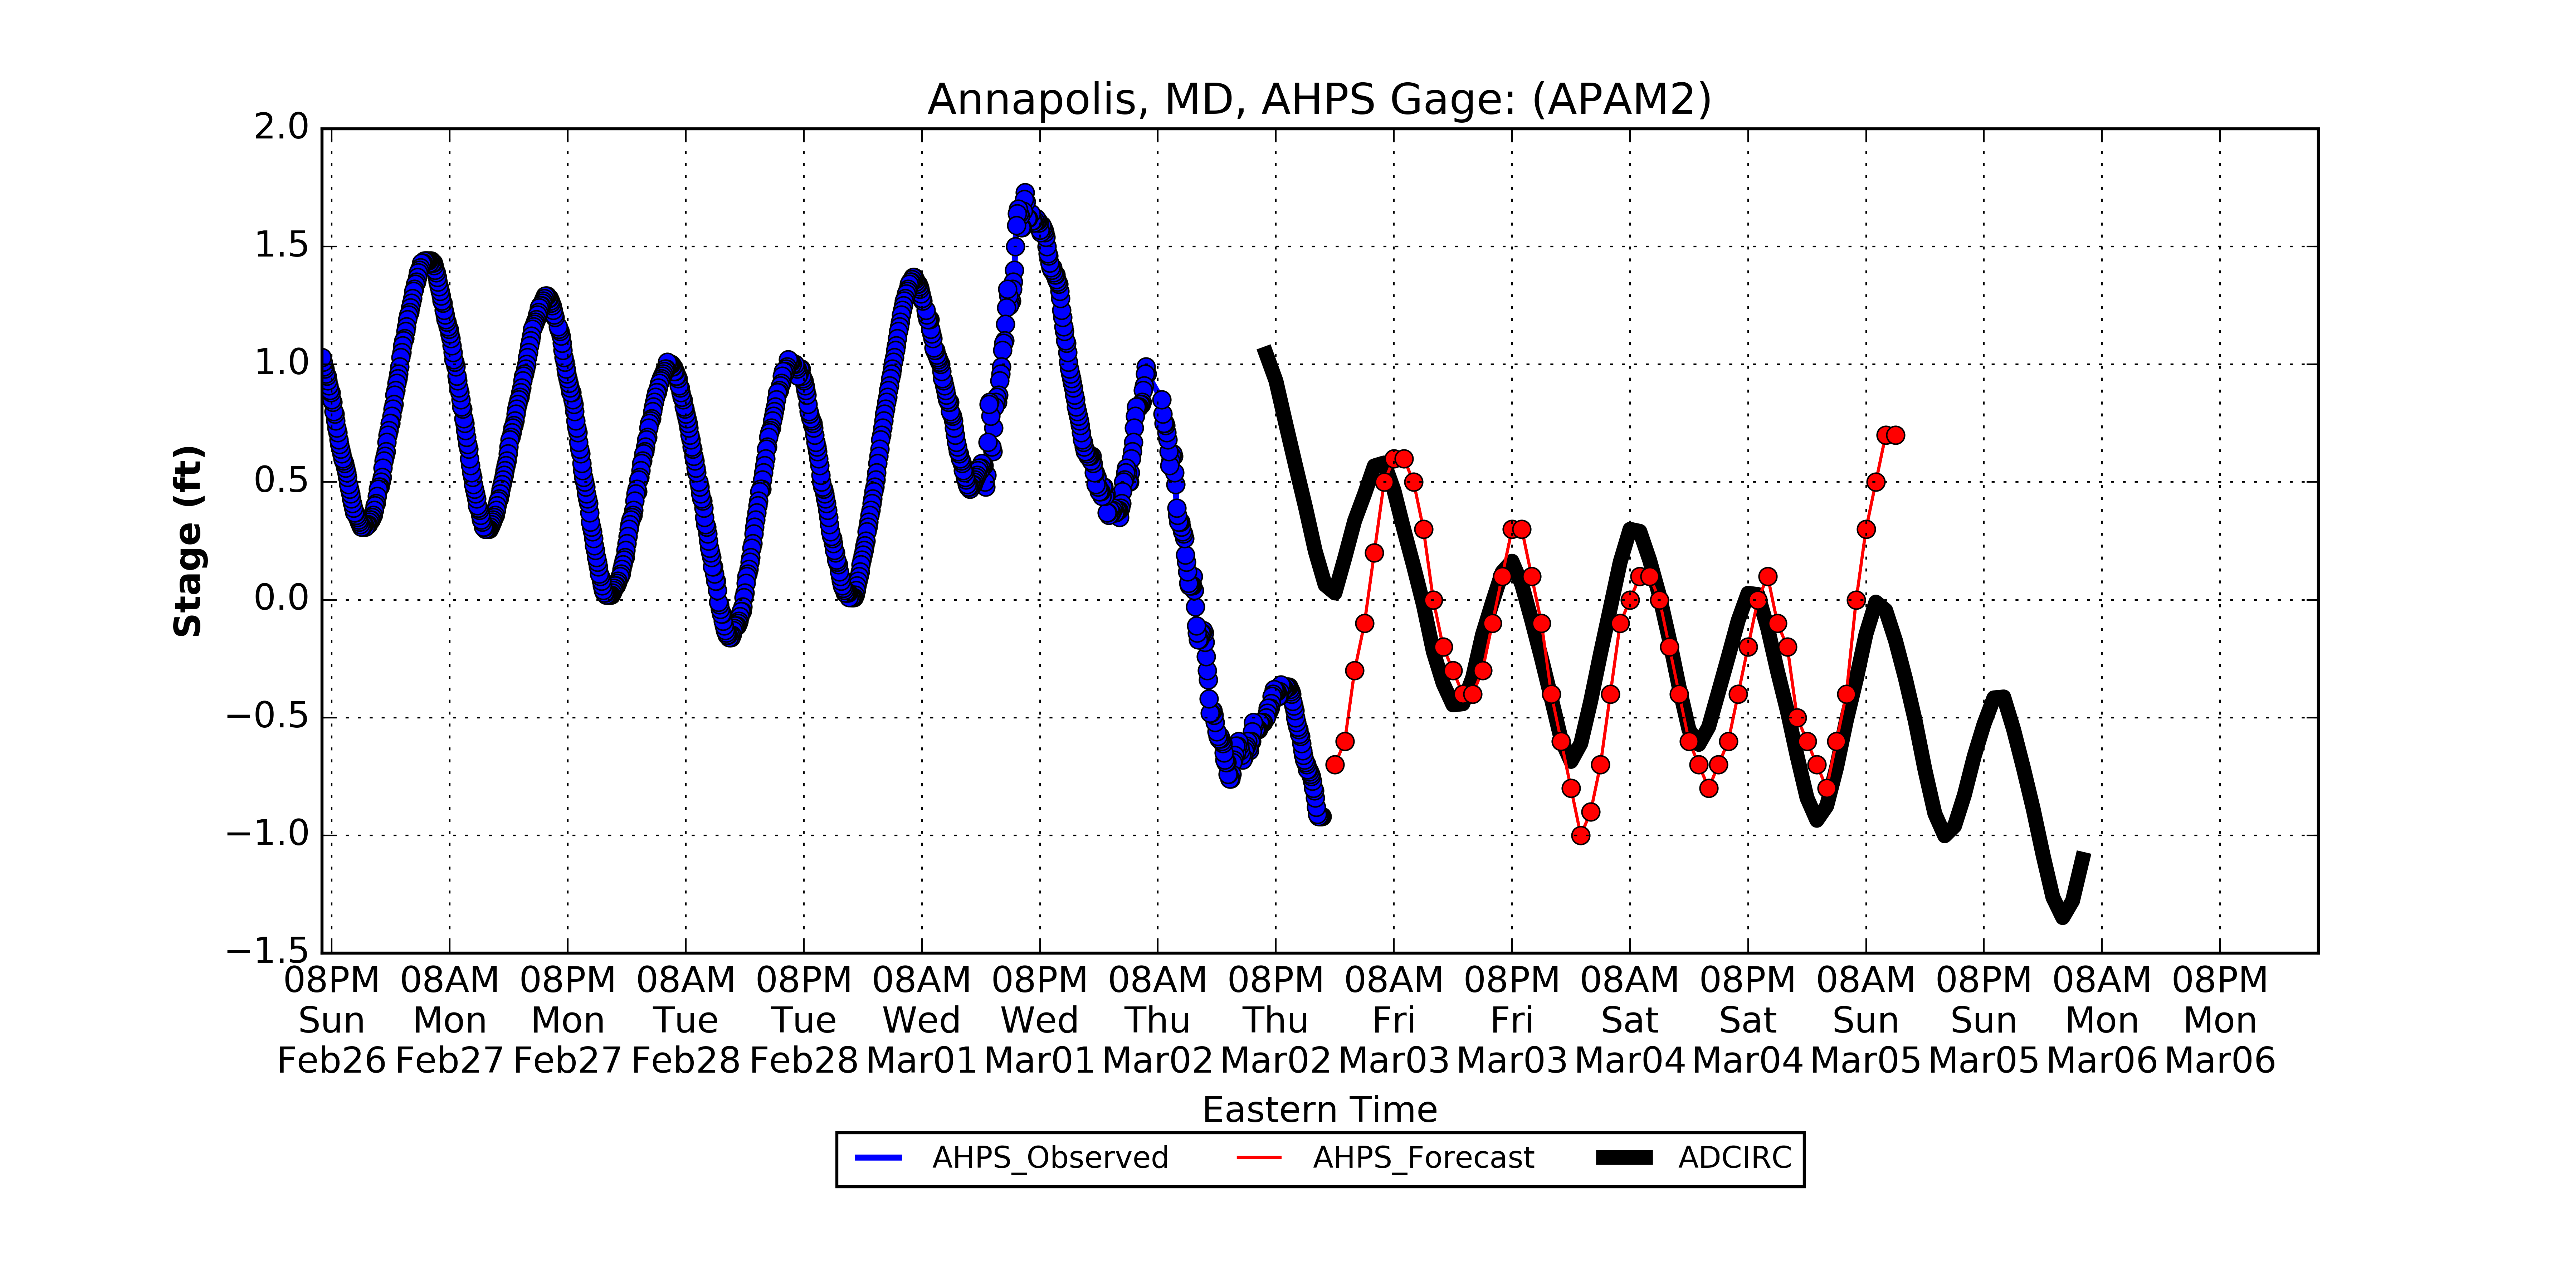 Annapolis, MD, AHPS Gage: (APAM2)
Stage (ft)
2.0
1.5
1.0
0.5
0.0
−0.5
−1.0
−1.5
08PM 08AM 08PM 08AM 08PM 08AM 08PM 08AM 08PM 08AM 08PM 08AM 08PM 08AM 08PM 08AM 08PM
Sun Mon Mon Tue Tue Wed Wed Thu Thu Fri Fri Sat Sat Sun Sun Mon Mon
Feb26 Feb27 Feb27 Feb28 Feb28 Mar01 Mar01 Mar02 Mar02 Mar03 Mar03 Mar04 Mar04 Mar05 Mar05 Mar06 Mar06
Eastern Time
AHPS_Observed AHPS_Forecast ADCIRC